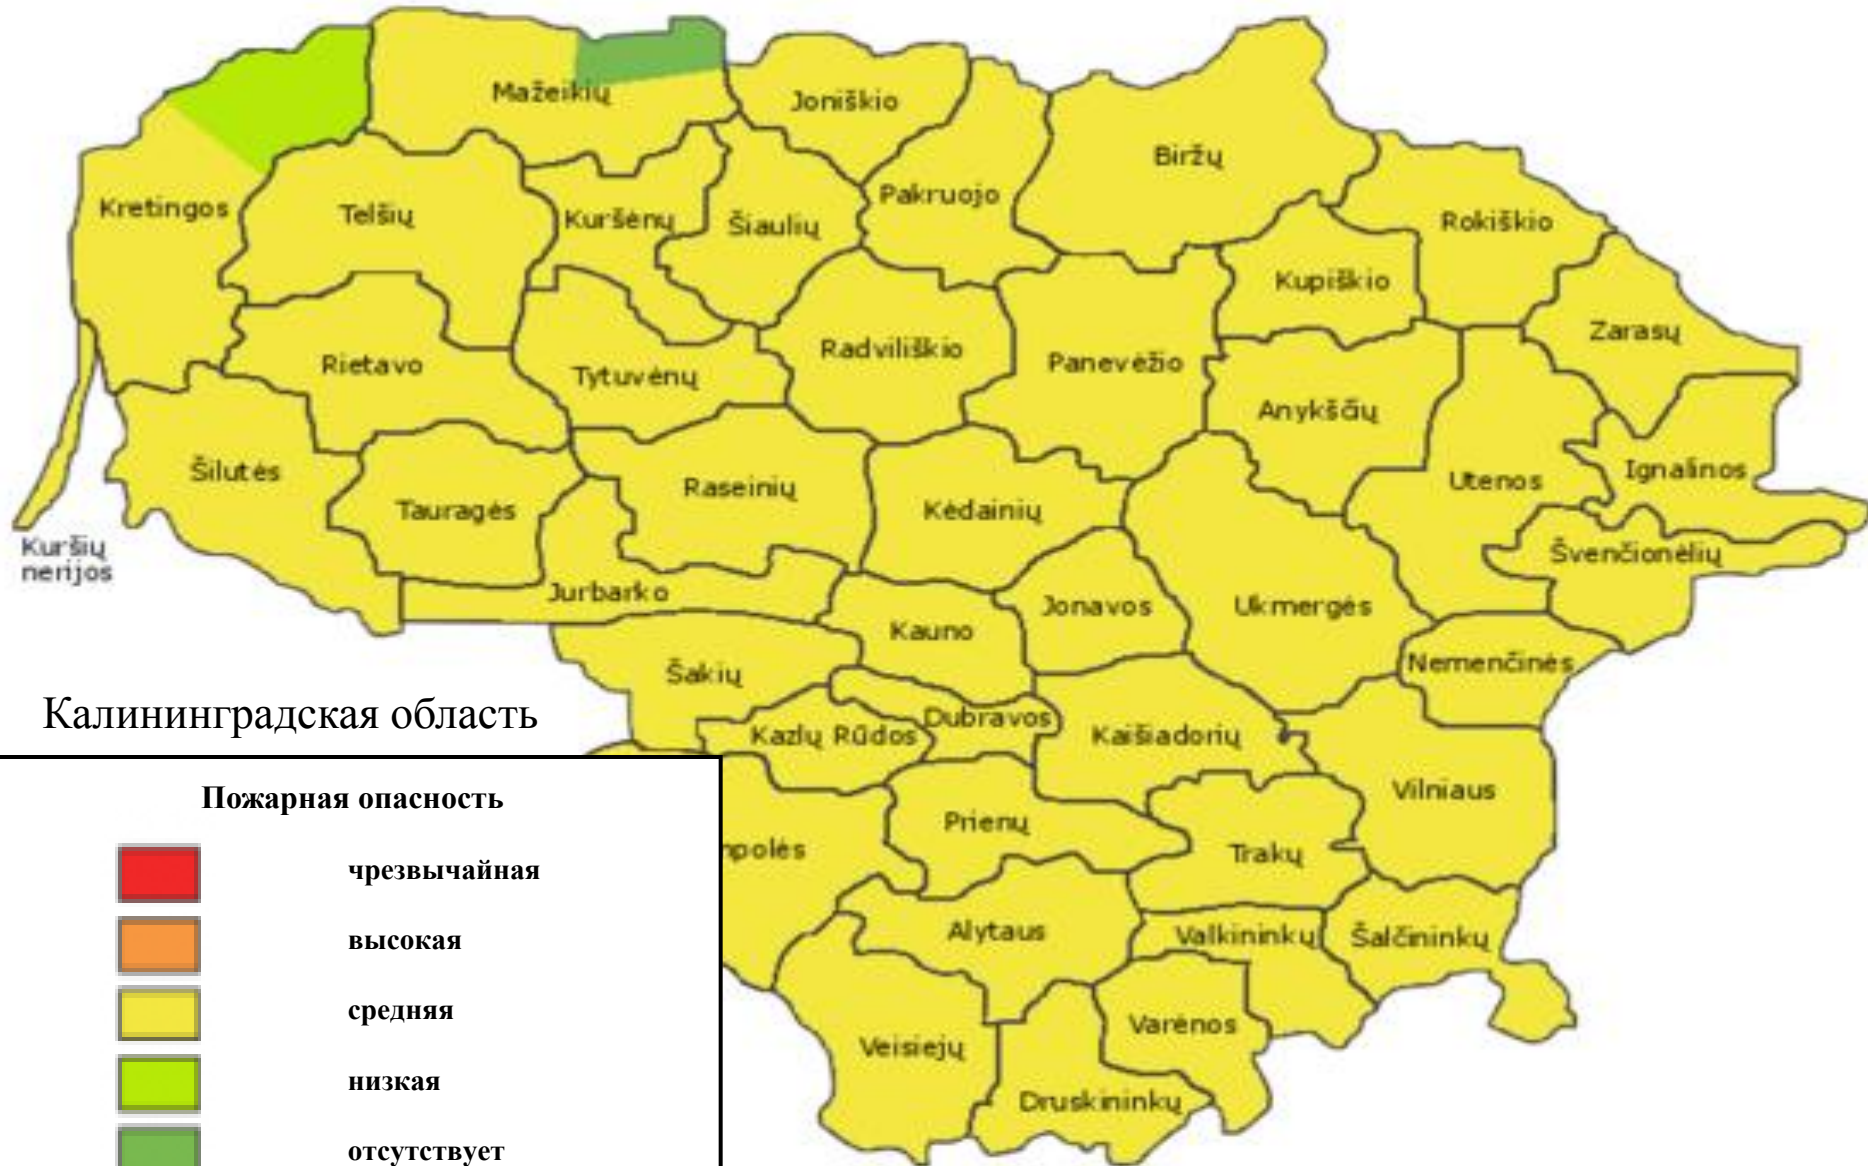 Mažeikių
Joniškio
Biržų
Pakruojo
Kretingos
Telšių
Kuršėnų
Šiaulių
Rokiškio
Kupiškio
Zarasų
Rietavo
Tytuvėnų
Radviliškio
Panevėžio
Anykščių
Šilutės
Tauragės
Raseinių
Kėdainių
Utenos
Ignalinos
Kuršių
nerijos
Švenčionėlių
Jurbarko
Kauno
Jonavos
Ukmergės
Nemenčinės
Šakių
Калининградская область
Kazlų Rūdos
Dubravos
Kaišiadorių
Vilniaus
Prienų
Trakų
npolės
Alytaus
Valkininkų
Šalčininkų
Varėnos
Veisiejų
Druskininkų
Пожарная опасность
чрезвычайная
высокая
средняя
низкая
отсутствует